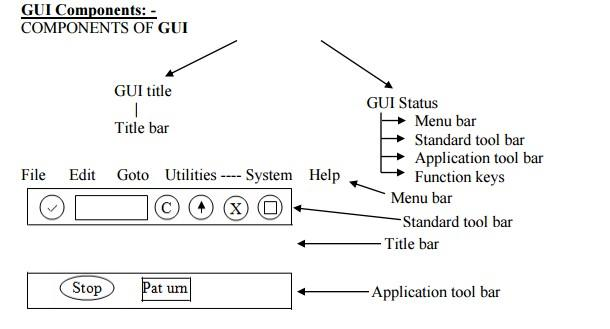 GUI Components: -
COMPONENTS OF GUI
GUI title
Title bar
GUI Status
Menu bar
Standard tool bar
Application tool bar
Function keys
File Edit Goto Utilities ---- System Help
Menu bar
C X
Standard tool bar
Title bar
Stop Pat urn
Application tool bar